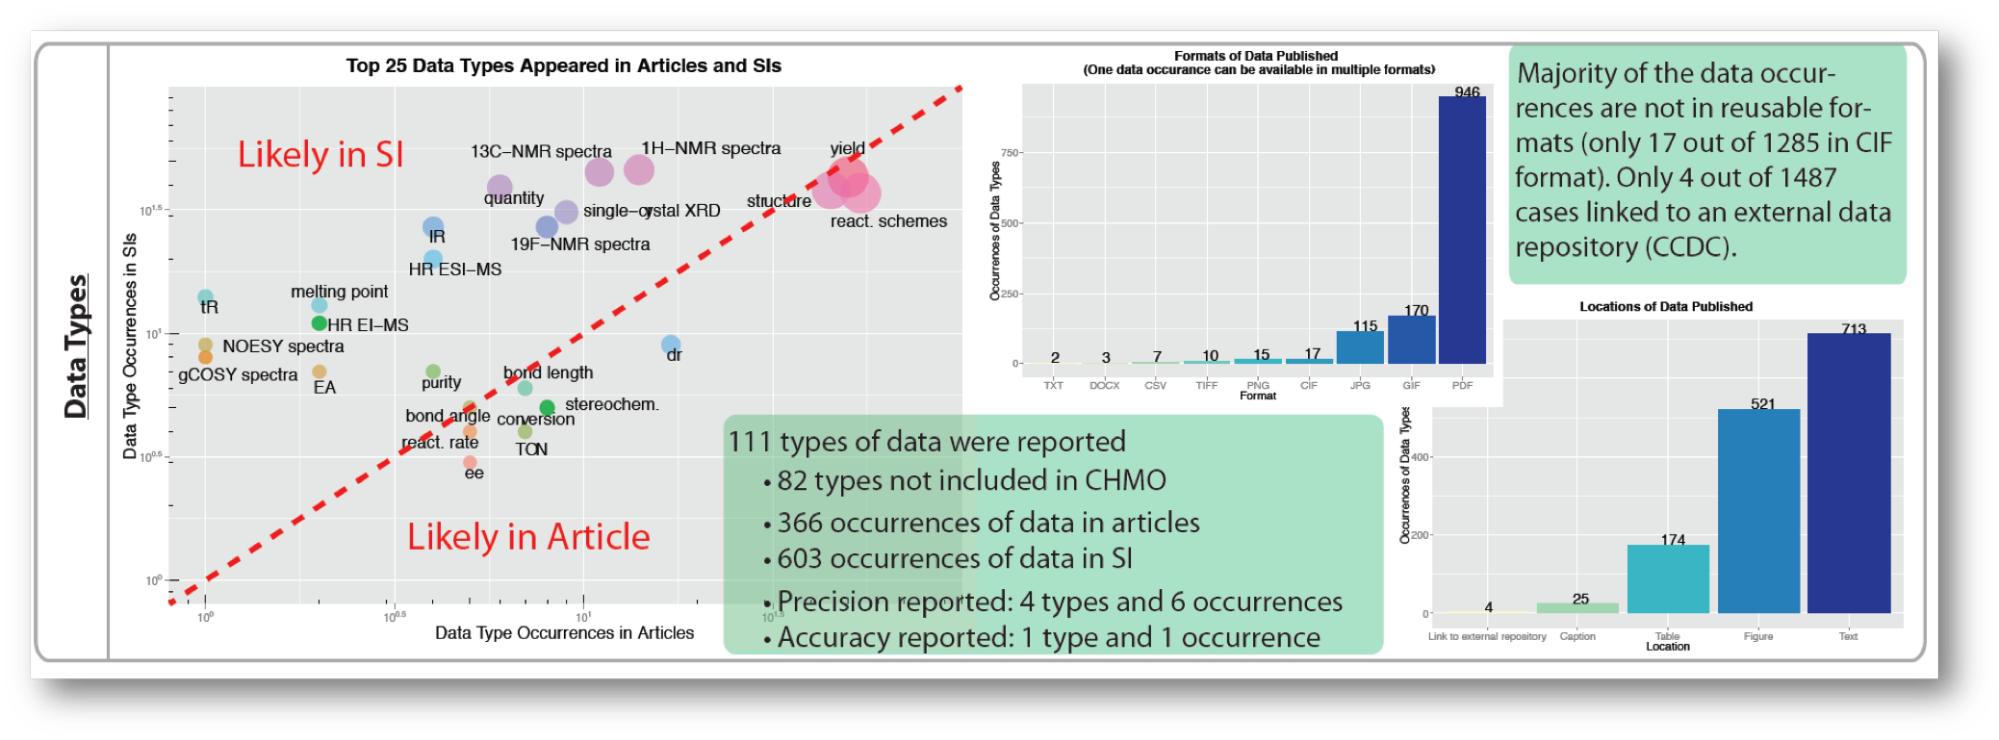 Data Types
Top 25 Data Types Appeared in Articles and SIs
Likely in SI
13C-NMR spectra
1H-NMR spectra
yield
quantity
single-crystal XRD
structure
react. schemes
IR
19F-NMR spectra
HR ESI-MS
tR
melting point
HR EI-MS
NOESY spectra
gCOSY spectra
EA
purity
bond length
dr
bond angle
stereochem.
conversion
react. rate
TON
ee
Likely in Article
Data Type Occurrences in SIs
10^1.5
10^1
10^0.5
10^0
10^0
10^0.5
10^1
10^1.5
Data Type Occurrences in Articles
Formats of Data Published
(One data occurance can be available in multiple formats)
Occurrences of Data Types
750
500
250
0
2
3
7
10
15
17
115
170
946
TXT
DOCX
CSV
TIFF
PNG
CIF
JPG
GIF
PDF
Format
Majority of the data occur-
rences are not in reusable for-
mats (only 17 out of 1285 in CIF
format). Only 4 out of 1487
cases linked to an external data
repository (CCDC).
111 types of data were reported
• 82 types not included in CHMO
• 366 occurrences of data in articles
• 603 occurrences of data in SI
• Precision reported: 4 types and 6 occurrences
• Accuracy reported: 1 type and 1 occurrence
Locations of Data Published
Occurrences of Data Types
400
200
0
4
25
174
521
713
Link to external repository
Caption
Table
Figure
Text
Location